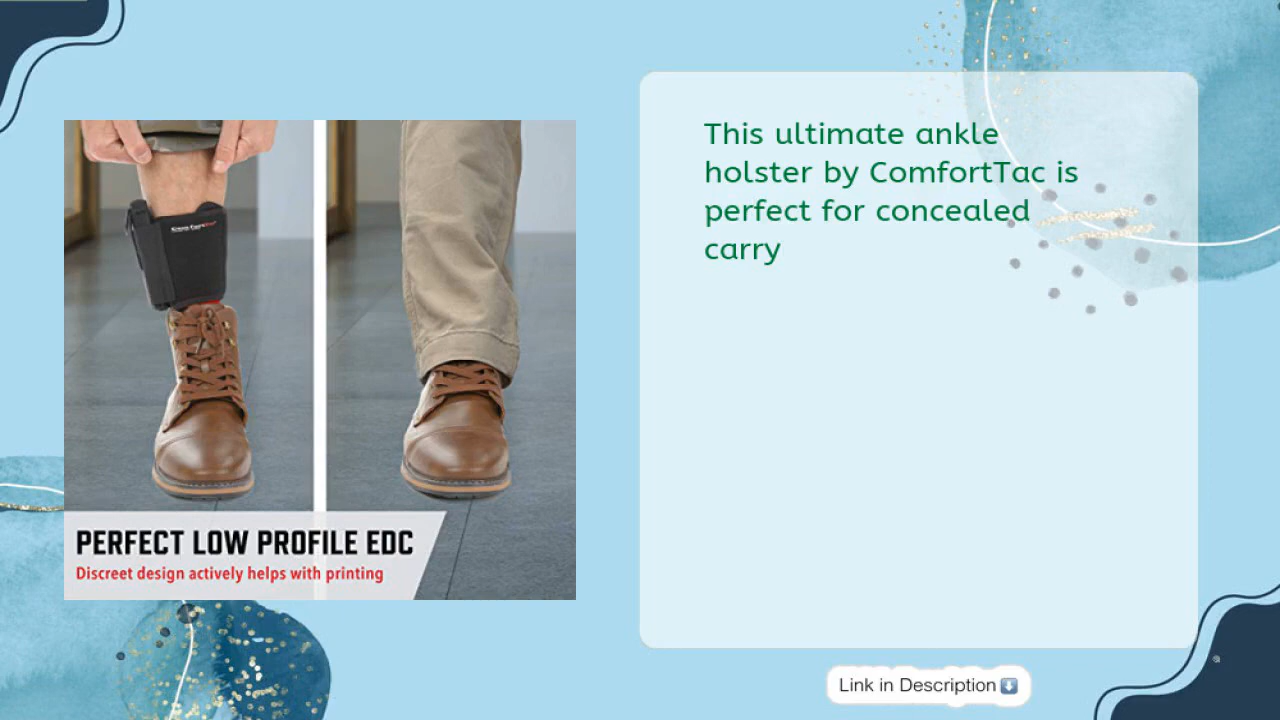 PERFECT LOW PROFILE EDC
Discreet design actively helps with printing
This ultimate ankle
holster by ComfortTac is
perfect for concealed
carry
Link in Description